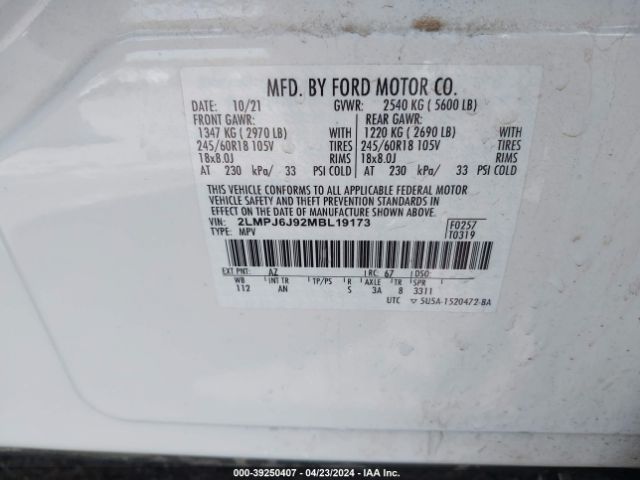 MFD. BY FORD MOTOR CO.
DATE: 10/21 GVWR: 2540 KG ( 5600 LB)
FRONT GAWR: REAR GAWR:
1347 KG ( 2970 LB) WITH 1220 KG ( 2690 LB) WITH
245/60R18 105V TIRES 245/60R18 105V TIRES
18x8.0J RIMS 18x8.0J RIMS
AT 230 kPa/ 33 PSI COLD AT 230 kPa/ 33 PSI COLD
THIS VEHICLE CONFORMS TO ALL APPLICABLE FEDERAL MOTOR
VEHICLE SAFETY AND THEFT PREVENTION STANDARDS IN
EFFECT ON THE DATE OF MANUFACTURE SHOWN ABOVE.
VIN: 2LMPJ6J92MBL19173 F0257
TYPE: MPV T0319
EXT PNT: AZ RC: 67 DSO:
WB INT TR TP/PS R AXLE TR SPR
112 AN S 3A 8 3311
UTC ▽ 5U5A-1520472-BA
000-39250407 - 04/23/2024 - IAA Inc.